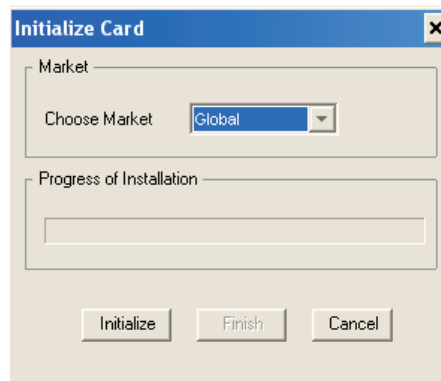 Initialize Card
Market
Choose Market Global
Progress of Installation
Initialize Finish Cancel